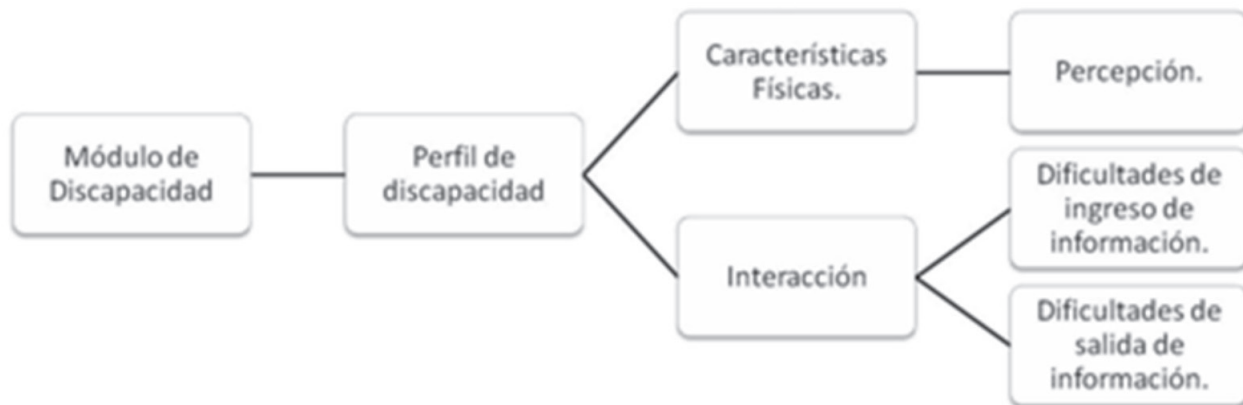 Módulo de
Discapacidad
Perfil de
discapacidad
Característícas
Físicas.
Percepción.
Interacción
Dificultades de
ingreso de
información.
Dificultades de
salida de
información.